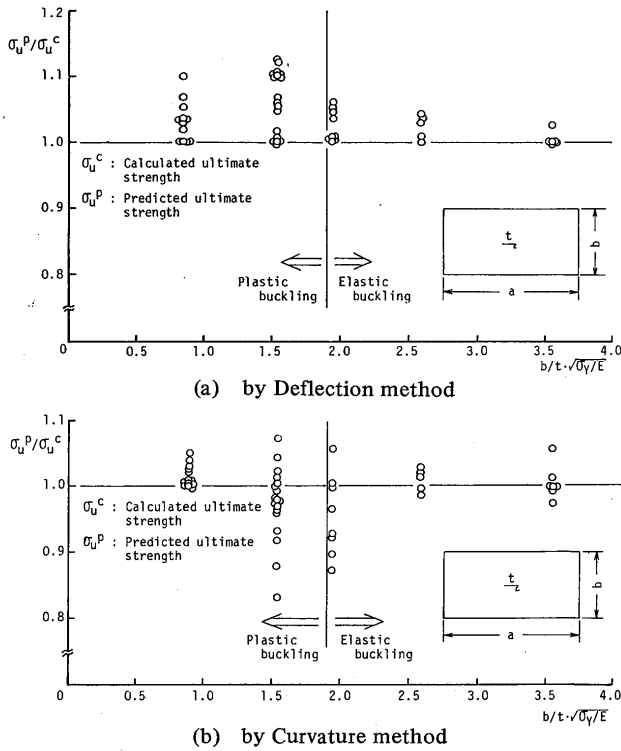 1.2
σu^p/σu^c
1.1
1.0
σu^c : Calculated ultimate
strength
σu^p : Predicted ultimate
strength
0.9
t
b
0.8
Plastic
buckling
Elastic
buckling
a
0
0 1.0 1.5 2.0 2.5 3.0 3.5 4.0
b/t·√σY/E
(a) by Deflection method
1.1
σu^p/σu^c
1.0
σu^c : Calculated ultimate
strength
σu^p : Predicted ultimate
strength
0.9
t
b
0.8
Plastic
buckling
Elastic
buckling
a
0
0 1.0 1.5 2.0 2.5 3.0 3.5 4.0
b/t·√σY/E
(b) by Curvature method